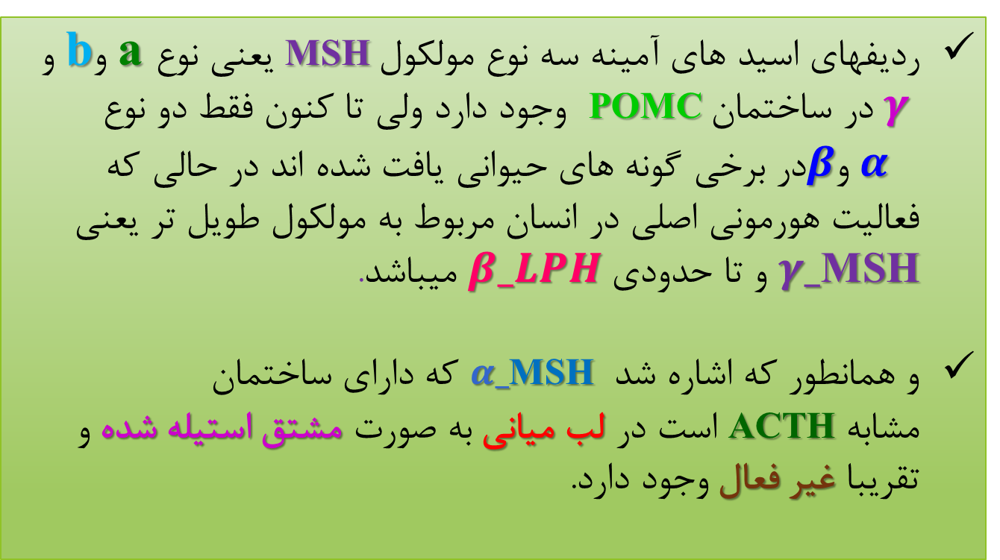 ✓ ردیفهای اسید های آمینه سه نوع مولکول MSH یعنی نوع a وb و
γ در ساختمان POMC وجود دارد ولی تا کنون فقط دو نوع
α وβدر برخی گونه های حیوانی یافت شده اند در حالی که
فعالیت هورمونی اصلی در انسان مربوط به مولکول طویل تر یعنی
γ_MSH و تا حدودی β_LPH میباشد.
✓ و همانطور که اشاره شد α_MSH که دارای ساختمان
مشابه ACTH است در لب میانی به صورت مشتق استیله شده و
تقریبا غیر فعال وجود دارد.